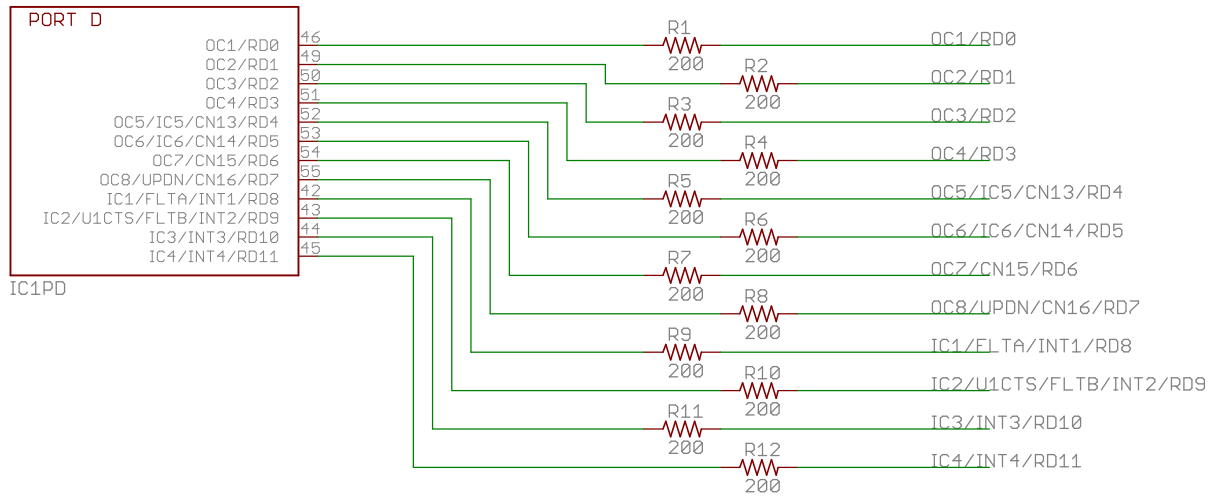 PORT D
OC1/RD0
46
OC2/RD1
49
OC3/RD2
50
OC4/RD3
51
OC5/IC5/CN13/RD4
52
OC6/IC6/CN14/RD5
53
OC7/CN15/RD6
54
OC8/UPDN/CN16/RD7
55
IC1/FLTA/INT1/RD8
42
IC2/U1CTS/FLTB/INT2/RD9
43
IC3/INT3/RD10
44
IC4/INT4/RD11
45
IC1PD
R1
200
OC1/RD0
R2
200
OC2/RD1
R3
200
OC3/RD2
R4
200
OC4/RD3
R5
200
OC5/IC5/CN13/RD4
R6
200
OC6/IC6/CN14/RD5
R7
200
OC7/CN15/RD6
R8
200
OC8/UPDN/CN16/RD7
R9
200
IC1/FLTA/INT1/RD8
R10
200
IC2/U1CTS/FLTB/INT2/RD9
R11
200
IC3/INT3/RD10
R12
200
IC4/INT4/RD11